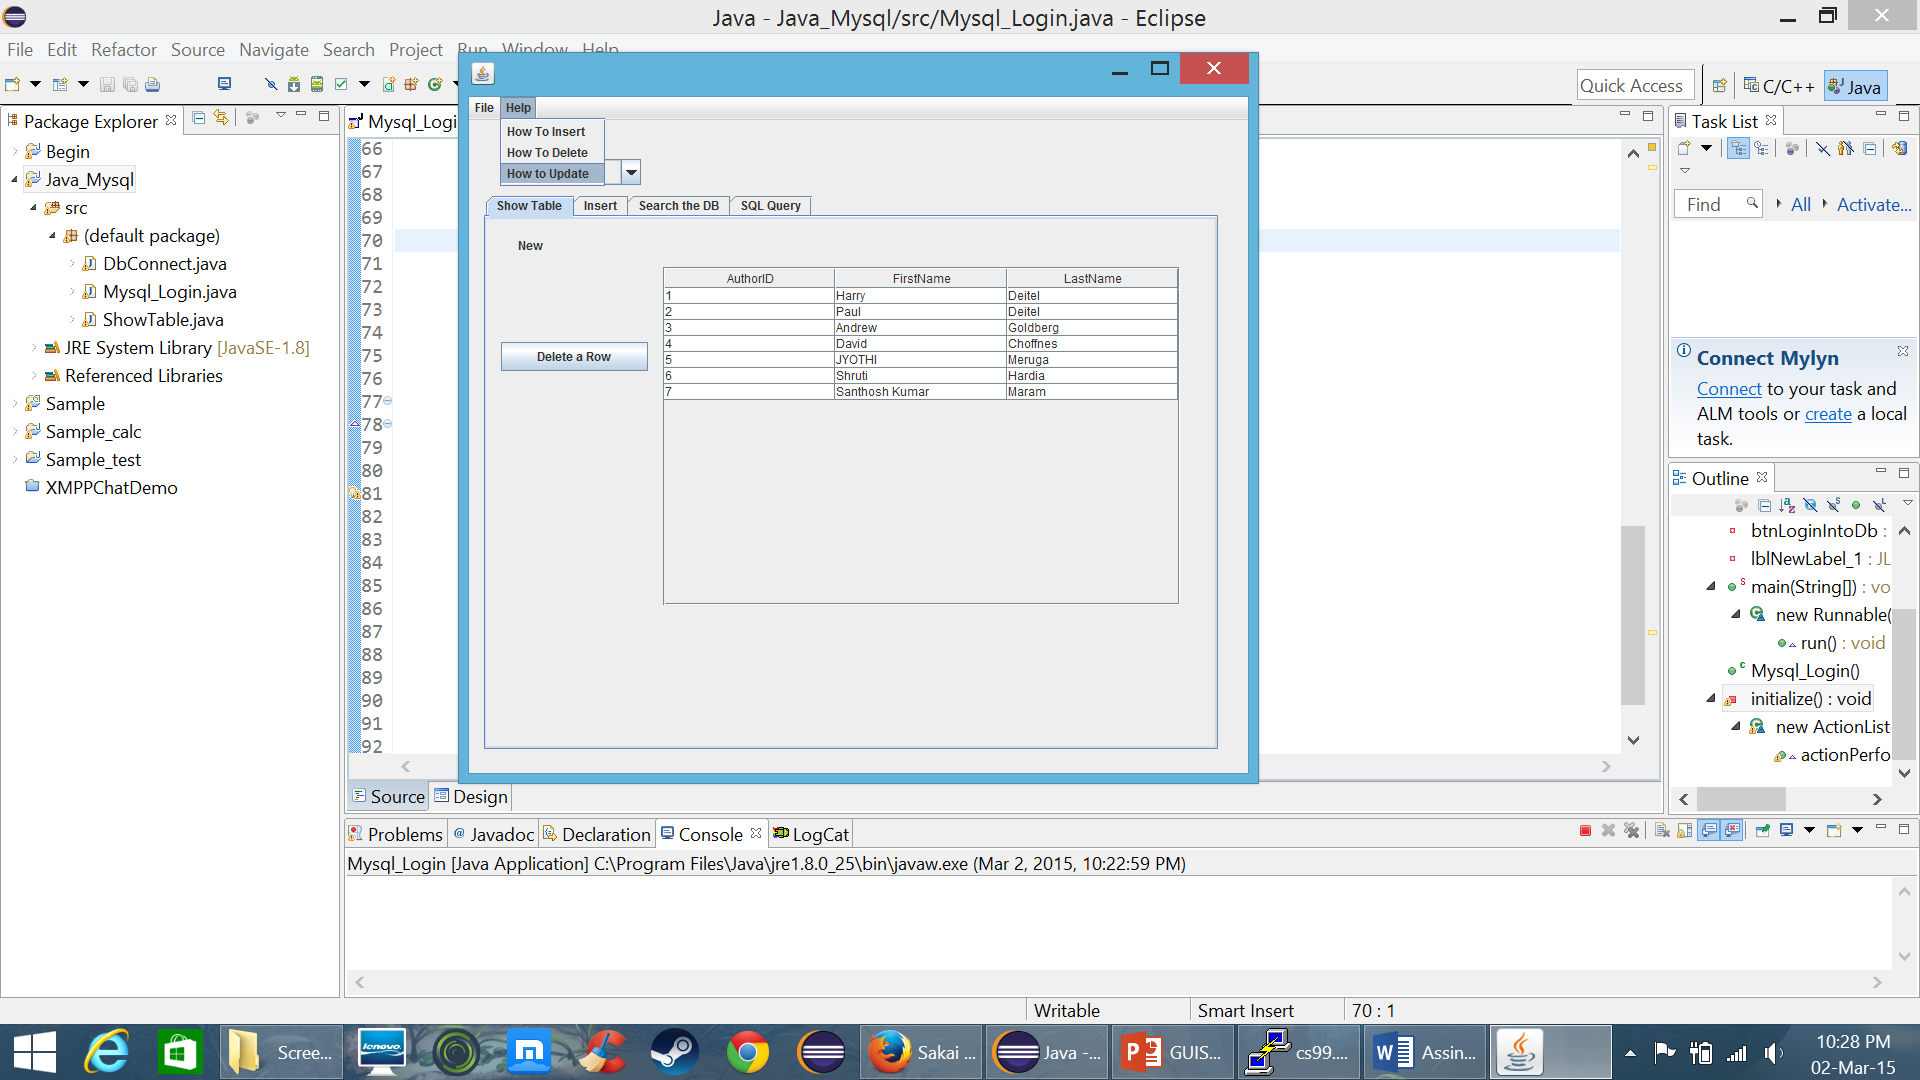 Java - Java_Mysql/src/Mysql_Login.java - Eclipse
File Edit Refactor Source Navigate Search Project Run Window Help
Quick Access
C/C++
Java
Package Explorer
Begin
Java_Mysql
src
(default package)
DbConnect.java
Mysql_Login.java
ShowTable.java
JRE System Library [JavaSE-1.8]
Referenced Libraries
Sample
Sample_calc
Sample_test
XMPPChatDemo
Mysql_Logi
66
67
68
69
70
71
72
73
74
75
76
77
78
79
80
81
82
83
84
85
86
87
88
89
90
91
92
File Help
How To Insert
How To Delete
How to Update
Show Table Insert Search the DB SQL Query
New
Delete a Row
AuthorID FirstName LastName
1 Harry Deitel
2 Paul Deitel
3 Andrew Goldberg
4 David Choffnes
5 JYOTHI Meruga
6 Shruti Hardia
7 Santhosh Kumar Maram
Source Design
Task List
Find All Activate...
Connect Mylyn
Connect to your task and
ALM tools or create a local
task.
Outline
btnLoginIntoDb :
lblNewLabel_1 : JL
main(String[]) : vo
new Runnable(
run() : void
Mysql_Login()
initialize() : void
new ActionList
actionPerfo
Problems @ Javadoc Declaration Console LogCat
Mysql_Login [Java Application] C:\Program Files\Java\jre1.8.0_25\bin\javaw.exe (Mar 2, 2015, 10:22:59 PM)
Writable Smart Insert 70 : 1
Scree...
lenovo
Sakai ...
Java -...
GUIS...
cs99....
Assin...
10:28 PM
02-Mar-15